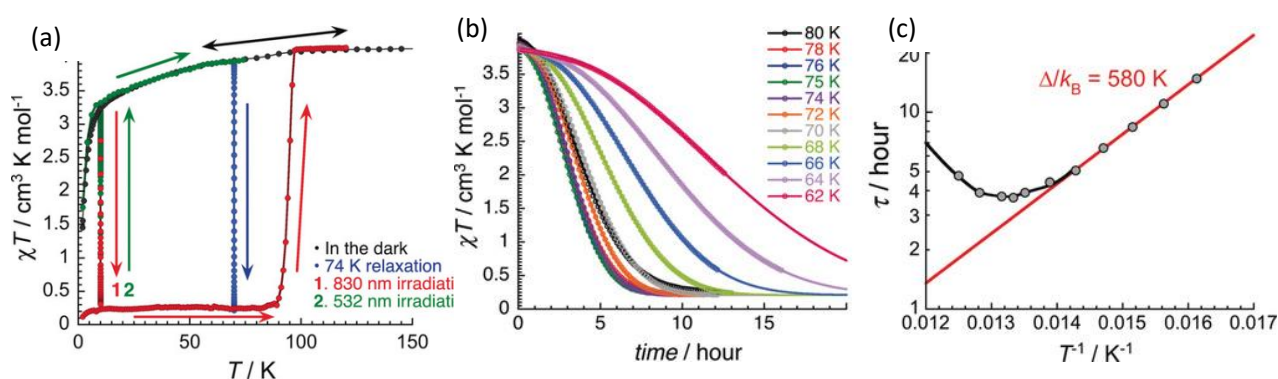 (a)
χT / cm³ K mol⁻¹
3.5
3
2.5
2
1.5
1
0.5
0
0
50
100
150
T / K
• In the dark
• 74 K relaxation
1. 830 nm irradiati
2. 532 nm irradiati
1 2
(b)
χT / cm³ K mol⁻¹
3.5
3
2.5
2
1.5
1
0.5
0
0
5
10
15
time / hour
80 K
78 K
76 K
75 K
74 K
72 K
70 K
68 K
66 K
64 K
62 K
(c)
τ / hour
20
10
5
4
3
2
1
Δ/k_B = 580 K
0.012
0.013
0.014
0.015
0.016
0.017
T⁻¹ / K⁻¹